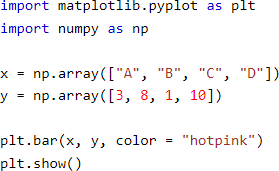 import matplotlib.pyplot as plt
import numpy as np
x = np.array(["A", "B", "C", "D"])
y = np.array([3, 8, 1, 10])
plt.bar(x, y, color = "hotpink")
plt.show()